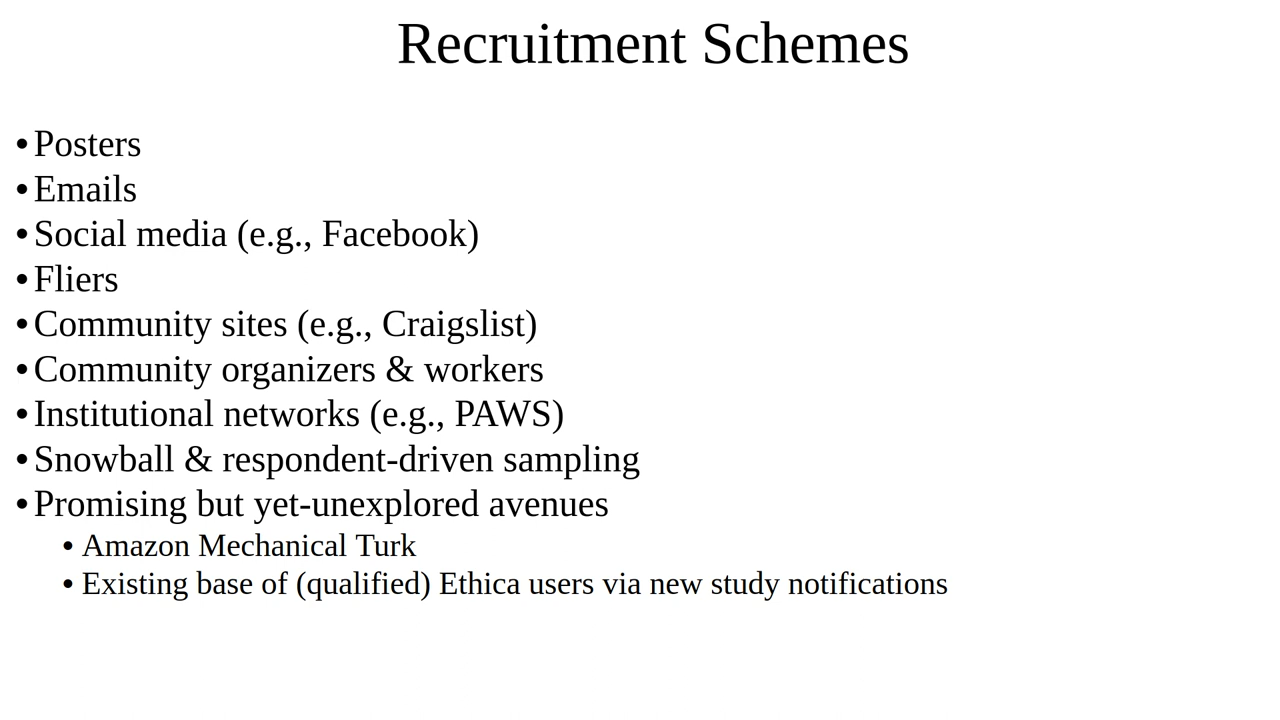 Recruitment Schemes
• Posters
• Emails
• Social media (e.g., Facebook)
• Fliers
• Community sites (e.g., Craigslist)
• Community organizers & workers
• Institutional networks (e.g., PAWS)
• Snowball & respondent-driven sampling
• Promising but yet-unexplored avenues
• Amazon Mechanical Turk
• Existing base of (qualified) Ethica users via new study notifications